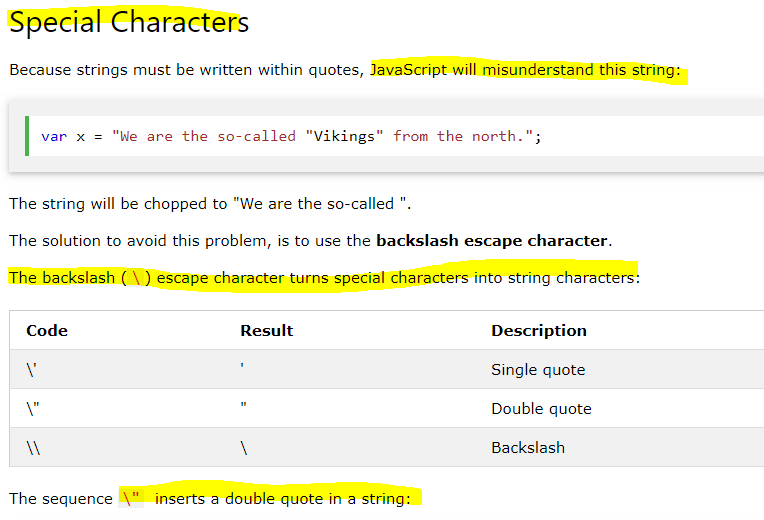 Special Characters
Because strings must be written within quotes, JavaScript will misunderstand this string:
var x = "We are the so-called "Vikings" from the north.";
The string will be chopped to "We are the so-called ".
The solution to avoid this problem, is to use the backslash escape character.
The backslash (\) escape character turns special characters into string characters:
Code Result Description
\' ' Single quote
\" " Double quote
\\ \ Backslash
The sequence \" inserts a double quote in a string: